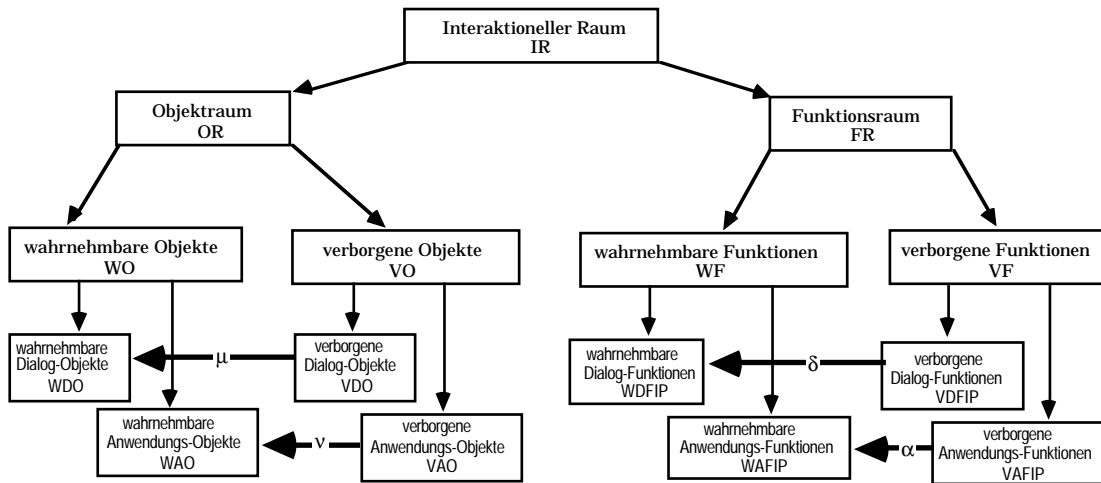 Interaktioneller Raum
IR
Objektraum
OR
Funktionsraum
FR
wahrnehmbare Objekte
WO
verborgene Objekte
VO
wahrnehmbare Funktionen
WF
verborgene Funktionen
VF
wahrnehmbare
Dialog-Objekte
WDO
μ
verborgene
Dialog-Objekte
VDO
wahrnehmbare
Dialog-Funktionen
WDFIP
δ
verborgene
Dialog-Funktionen
VDFIP
wahrnehmbare
Anwendungs-Objekte
WAO
ν
verborgene
Anwendungs-Objekte
VAO
wahrnehmbare
Anwendungs-Funktionen
WAFIP
α
verborgene
Anwendungs-Funktionen
VAFIP